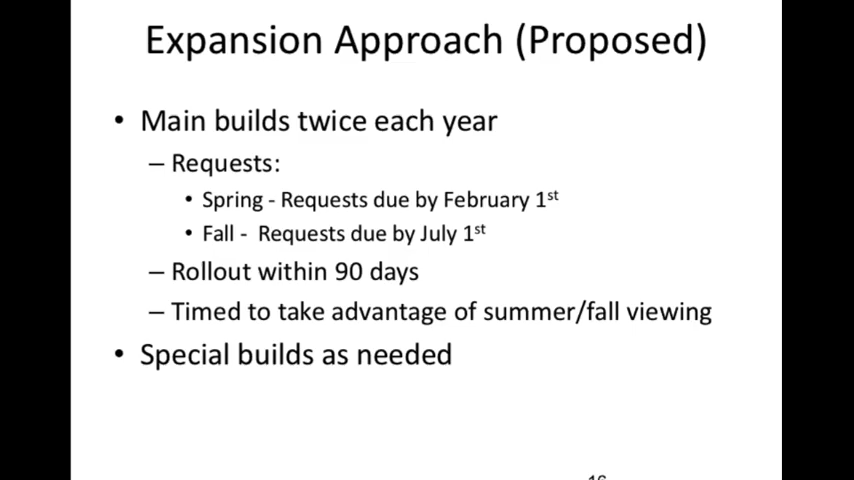 Expansion Approach (Proposed)
• Main builds twice each year
– Requests:
• Spring - Requests due by February 1st
• Fall - Requests due by July 1st
– Rollout within 90 days
– Timed to take advantage of summer/fall viewing
• Special builds as needed
16